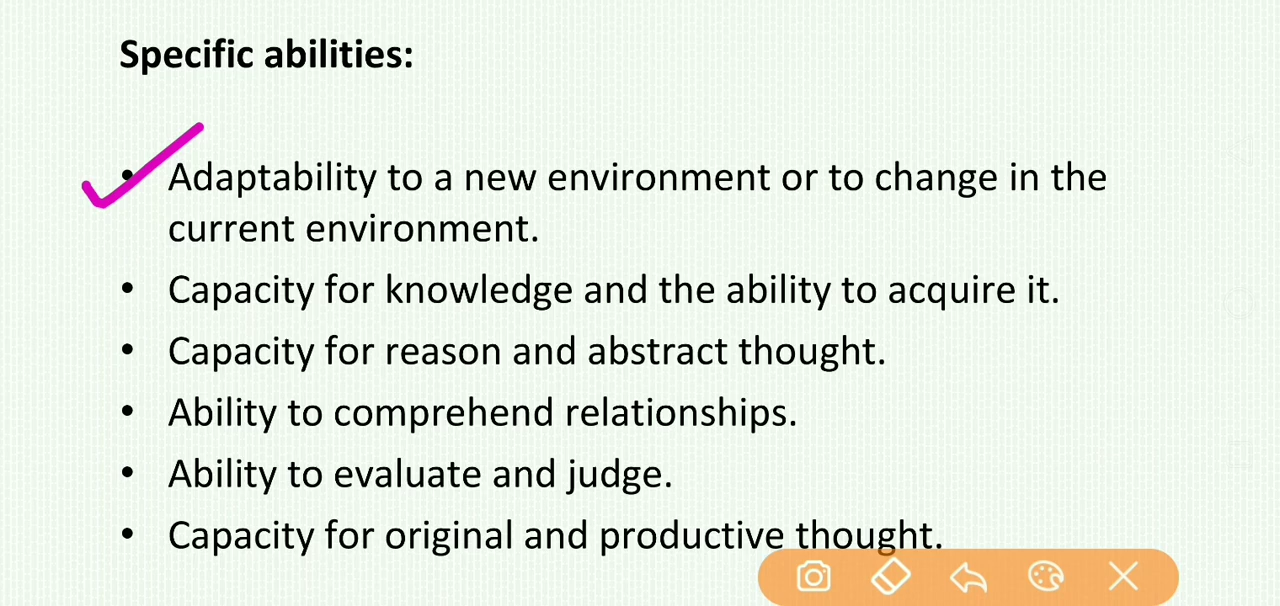 Specific abilities:
• Adaptability to a new environment or to change in the
current environment.
• Capacity for knowledge and the ability to acquire it.
• Capacity for reason and abstract thought.
• Ability to comprehend relationships.
• Ability to evaluate and judge.
• Capacity for original and productive thought.